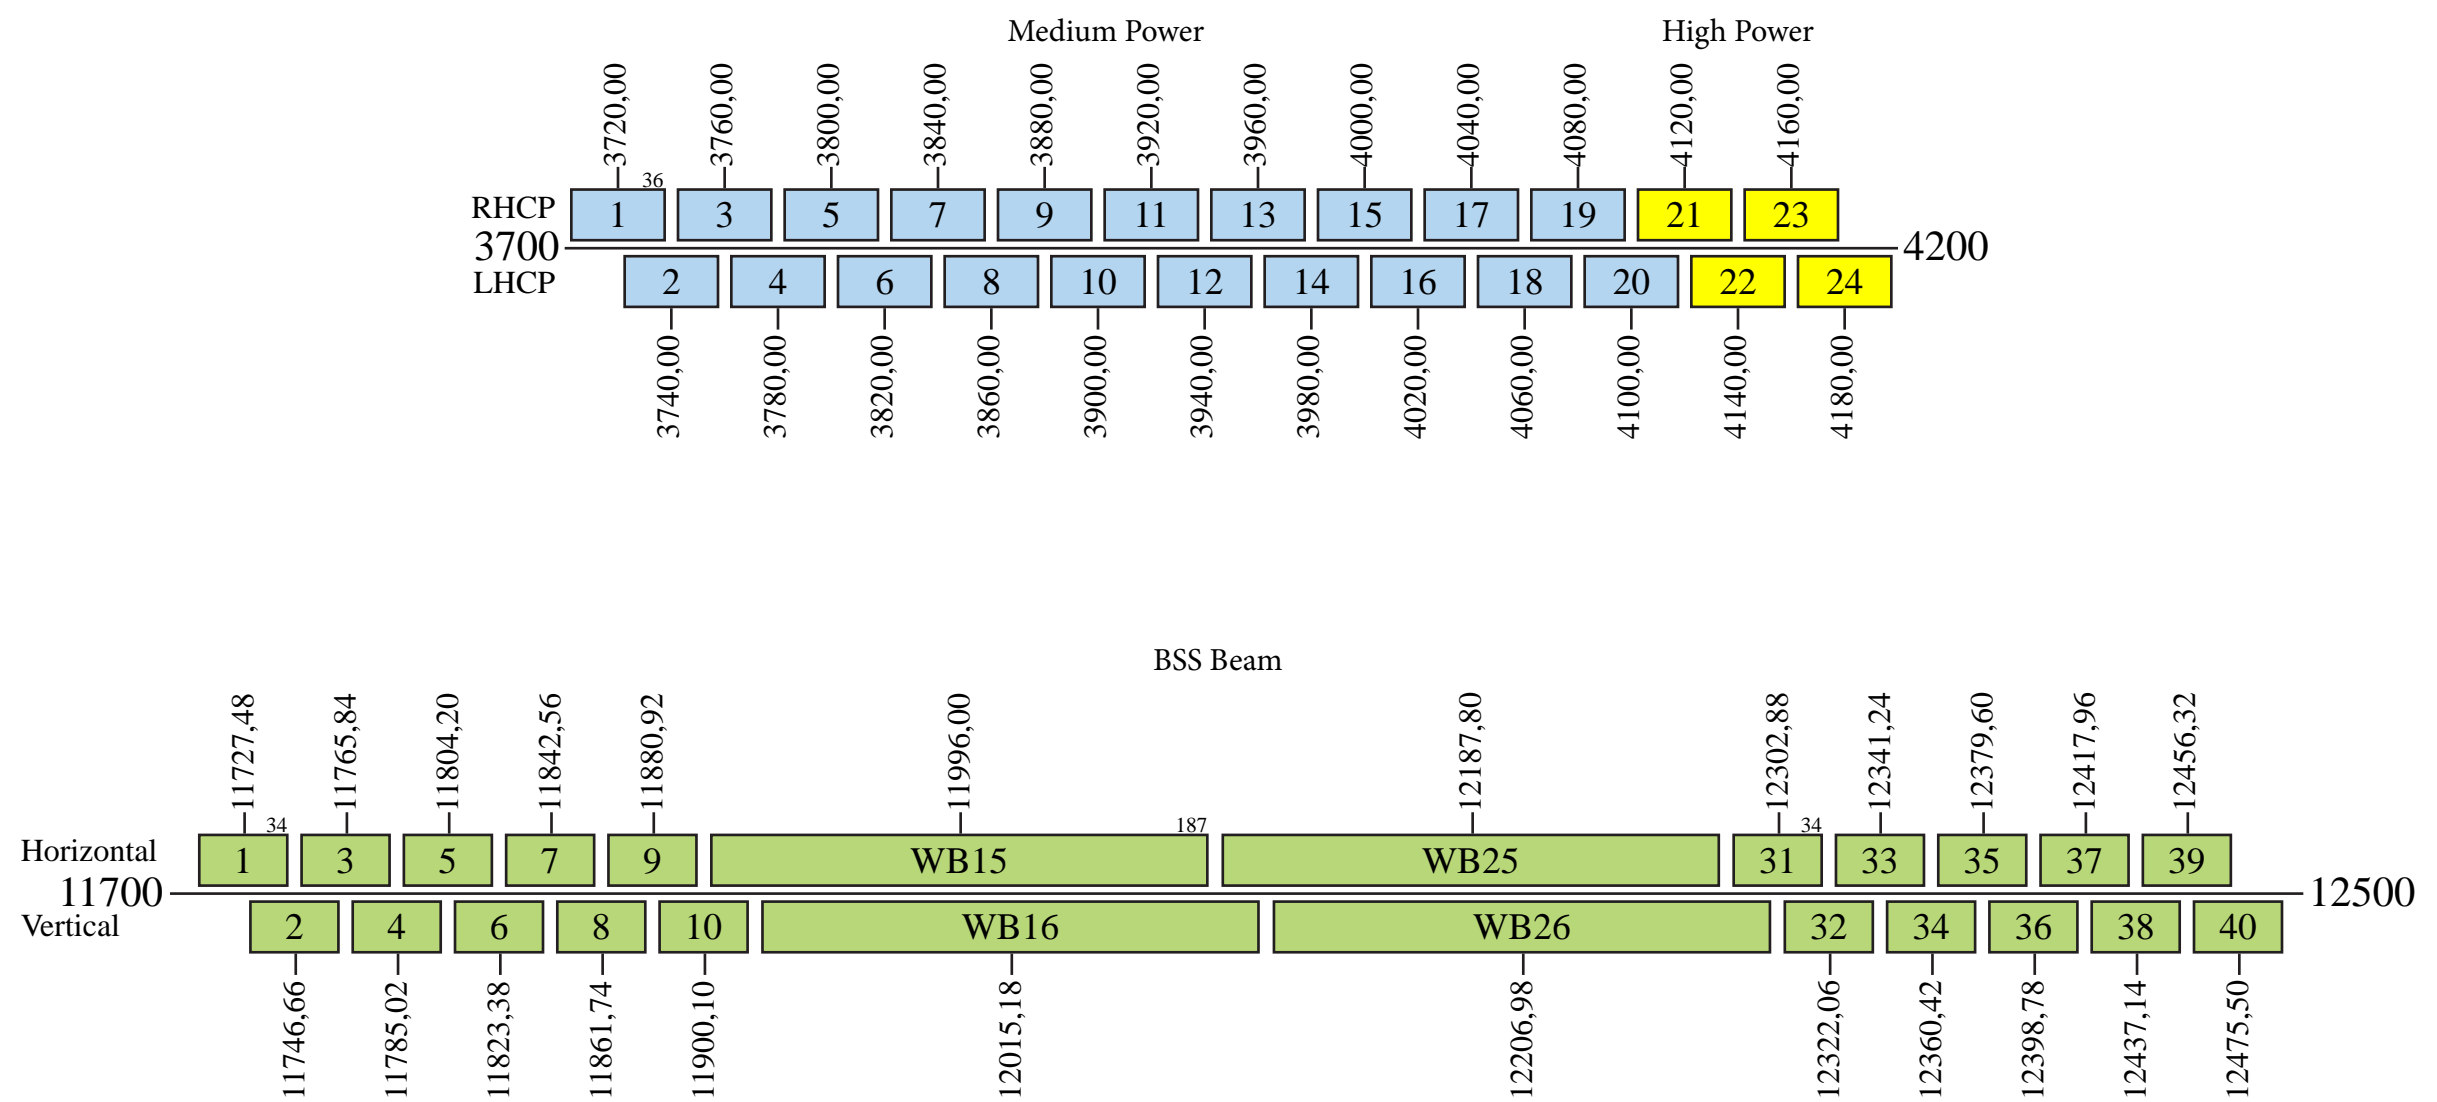 Medium Power High Power
3720,00 3760,00 3800,00 3840,00 3880,00 3920,00 3960,00 4000,00 4040,00 4080,00 4120,00 4160,00
36
RHCP 1 3 5 7 9 11 13 15 17 19 21 23
3700 4200
LHCP 2 4 6 8 10 12 14 16 18 20 22 24
3740,00 3780,00 3820,00 3860,00 3900,00 3940,00 3980,00 4020,00 4060,00 4100,00 4140,00 4180,00
BSS Beam
11727,48 11765,84 11804,20 11842,56 11880,92 11996,00 12187,80 12302,88 12341,24 12379,60 12417,96 12456,32
34 187 34
Horizontal 1 3 5 7 9 WB15 WB25 31 33 35 37 39
11700 12500
Vertical 2 4 6 8 10 WB16 WB26 32 34 36 38 40
11746,66 11785,02 11823,38 11861,74 11900,10 12015,18 12206,98 12322,06 12360,42 12398,78 12437,14 12475,50